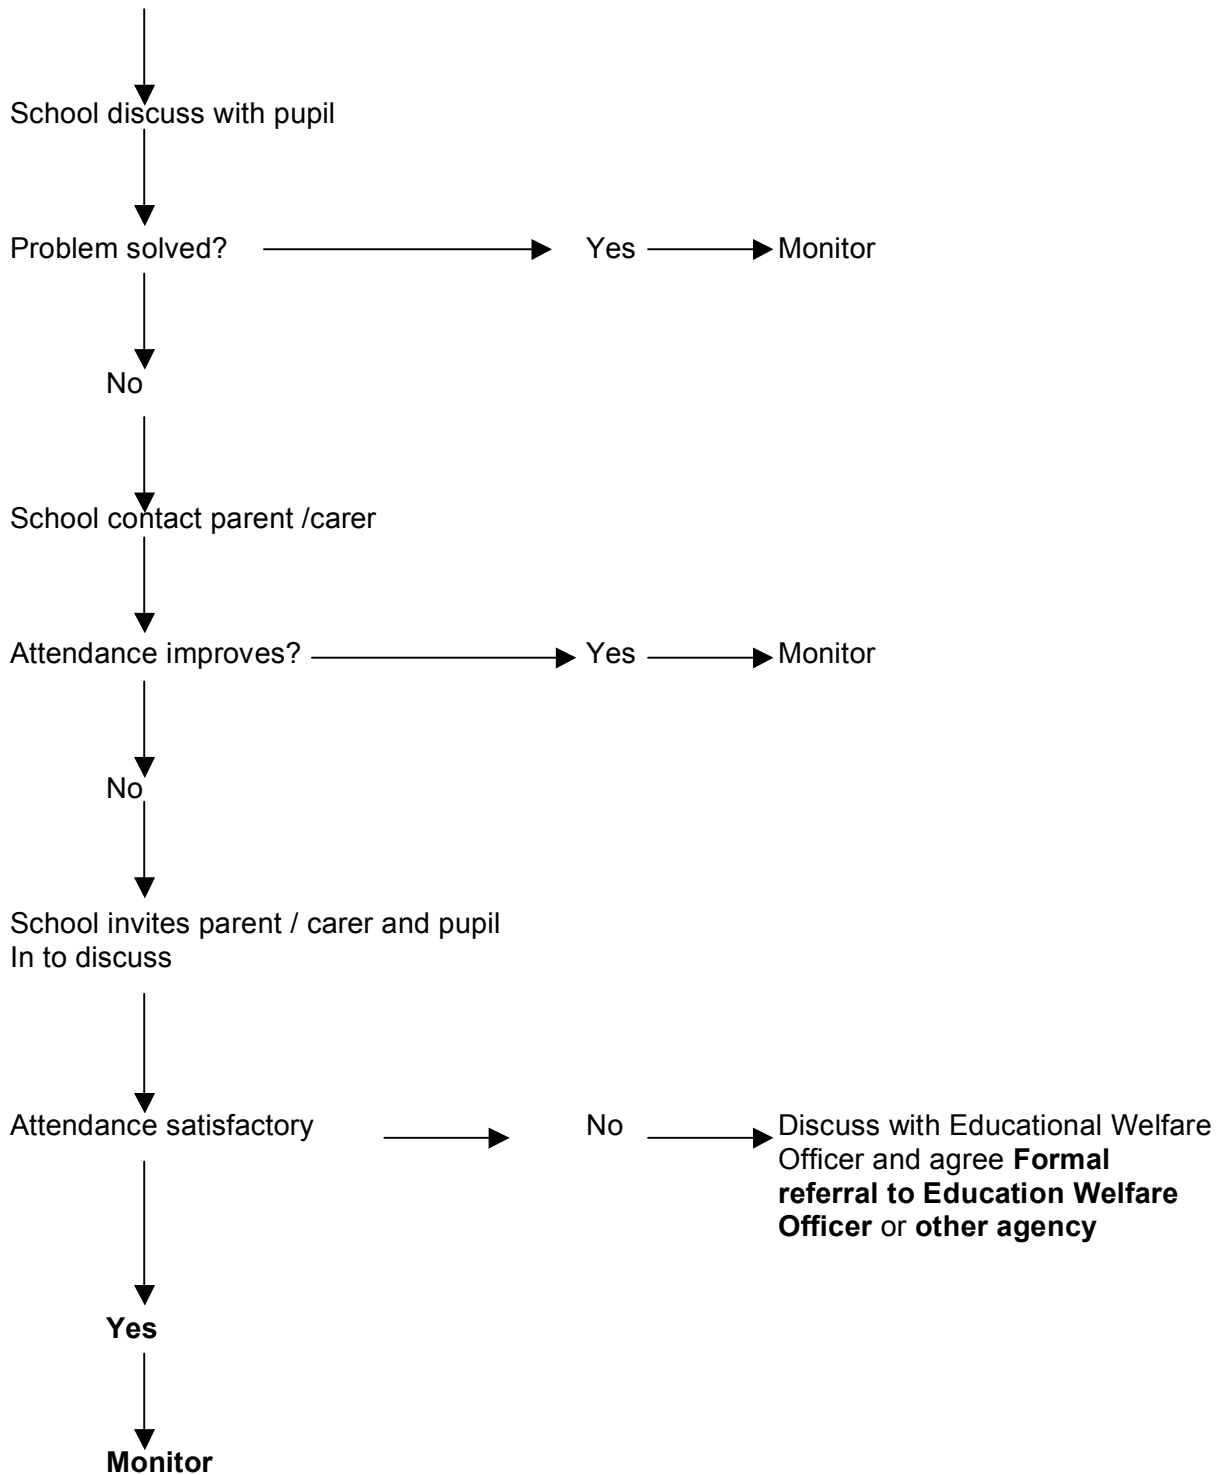 School discuss with pupil
Problem solved? Yes Monitor
No
School contact parent /carer
Attendance improves? Yes Monitor
No
School invites parent / carer and pupil
In to discuss
Attendance satisfactory No Discuss with Educational Welfare
Officer and agree Formal
referral to Education Welfare
Officer or other agency
Yes
Monitor